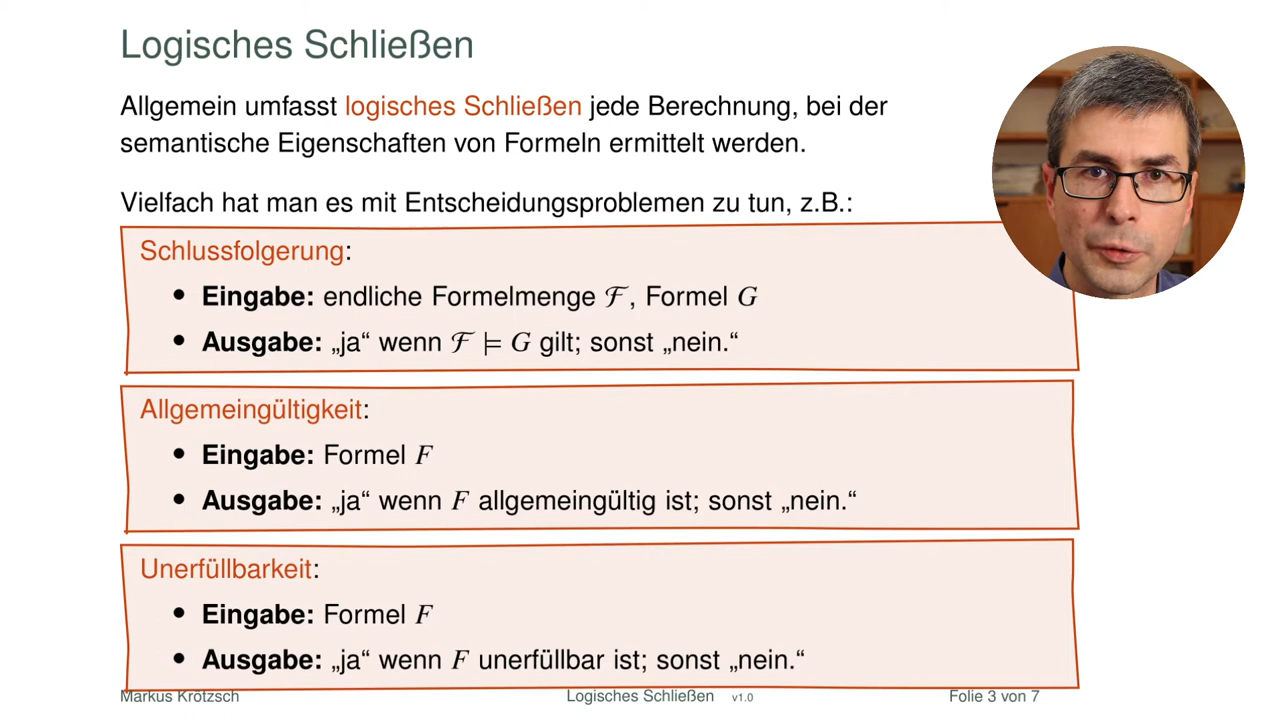 Logisches Schließen
Allgemein umfasst logisches Schließen jede Berechnung, bei der
semantische Eigenschaften von Formeln ermittelt werden.
Vielfach hat man es mit Entscheidungsproblemen zu tun, z.B.:
Schlussfolgerung:
• Eingabe: endliche Formelmenge ℱ, Formel G
• Ausgabe: „ja“ wenn ℱ ⊨ G gilt; sonst „nein.“
Allgemeingültigkeit:
• Eingabe: Formel F
• Ausgabe: „ja“ wenn F allgemeingültig ist; sonst „nein.“
Unerfüllbarkeit:
• Eingabe: Formel F
• Ausgabe: „ja“ wenn F unerfüllbar ist; sonst „nein.“
Markus Krötzsch Logisches Schließen v1.0 Folie 3 von 7